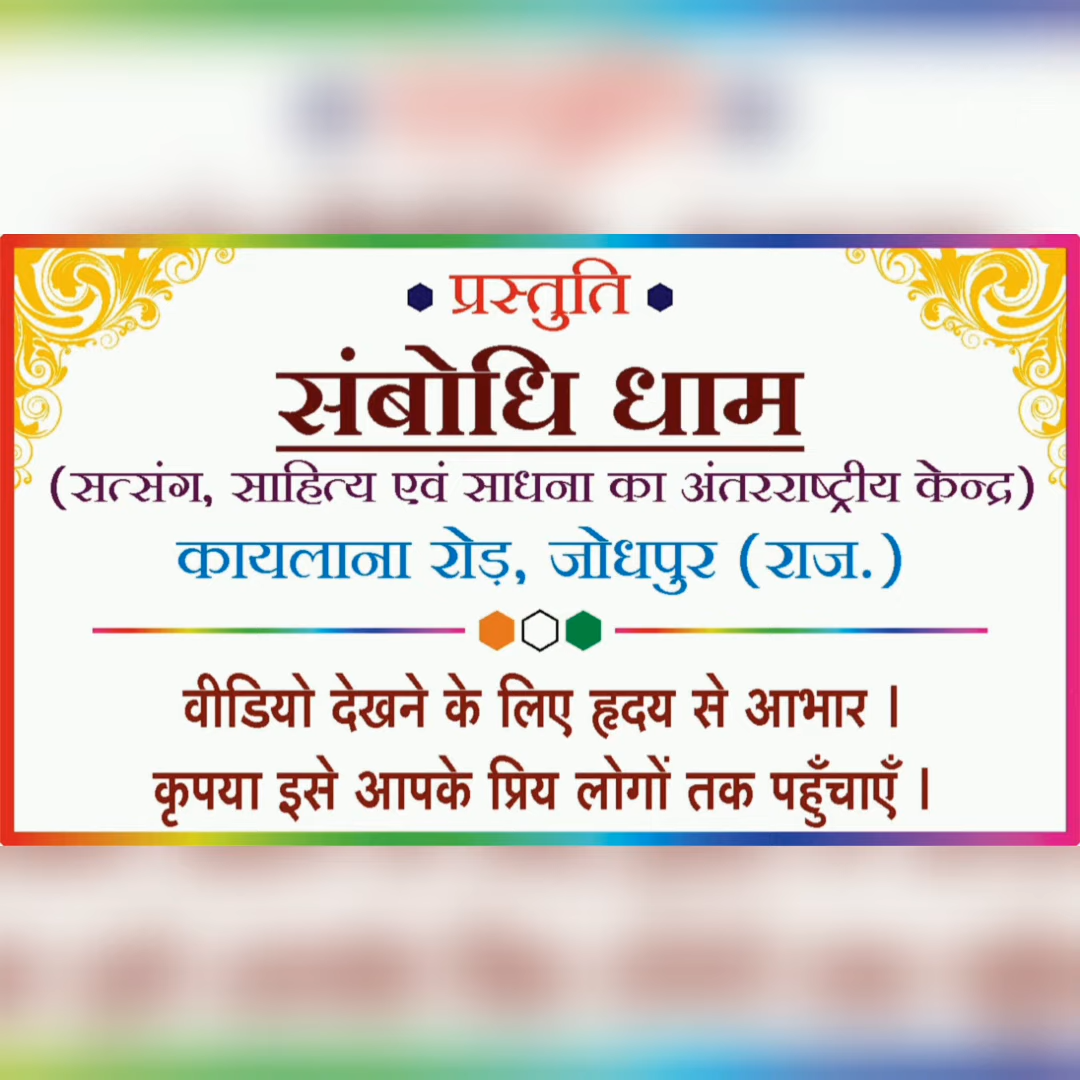 प्रस्तुति
संबोधि धाम
(सत्संग, साहित्य एवं साधना का अंतरराष्ट्रीय केन्द्र)
कायलाना रोड़, जोधपुर (राज.)
वीडियो देखने के लिए हृदय से आभार ।
कृपया इसे आपके प्रिय लोगों तक पहुँचाएँ ।